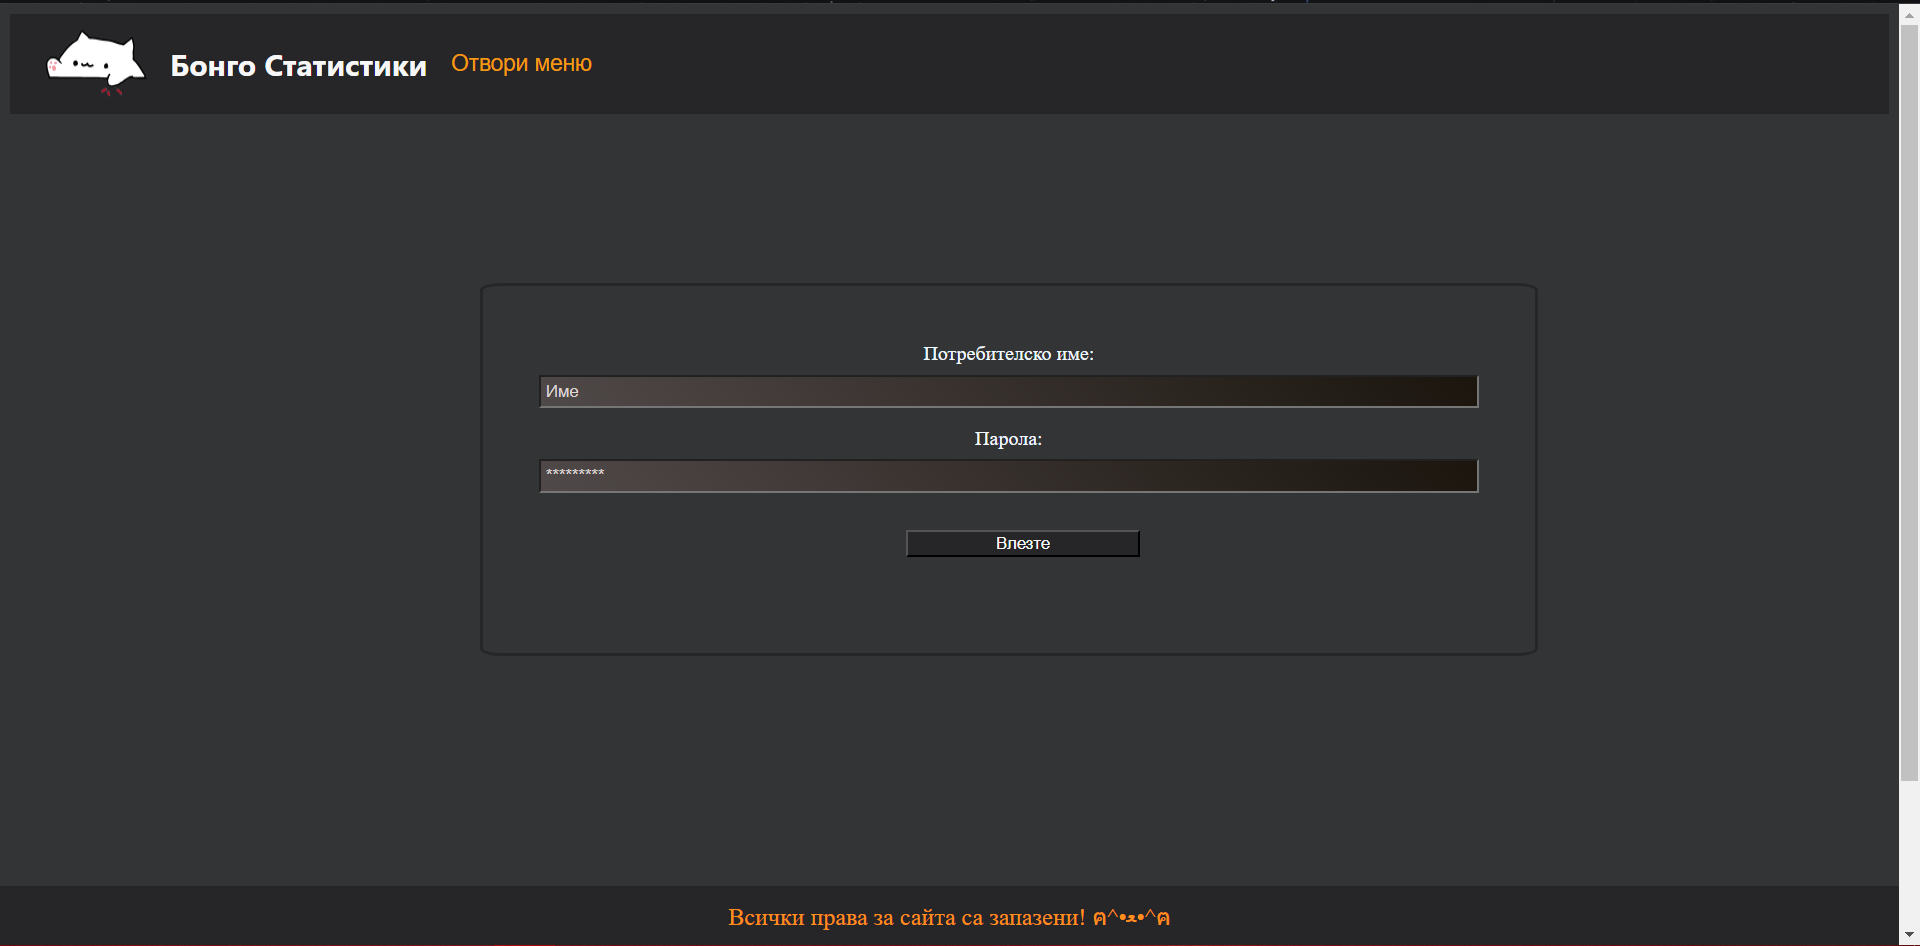 Бонго Статистики
Отвори меню
Потребителско име:
Име
Парола:
*********
Влезте
Всички права за сайта са запазени! ฅ^•ﻌ•^ฅ